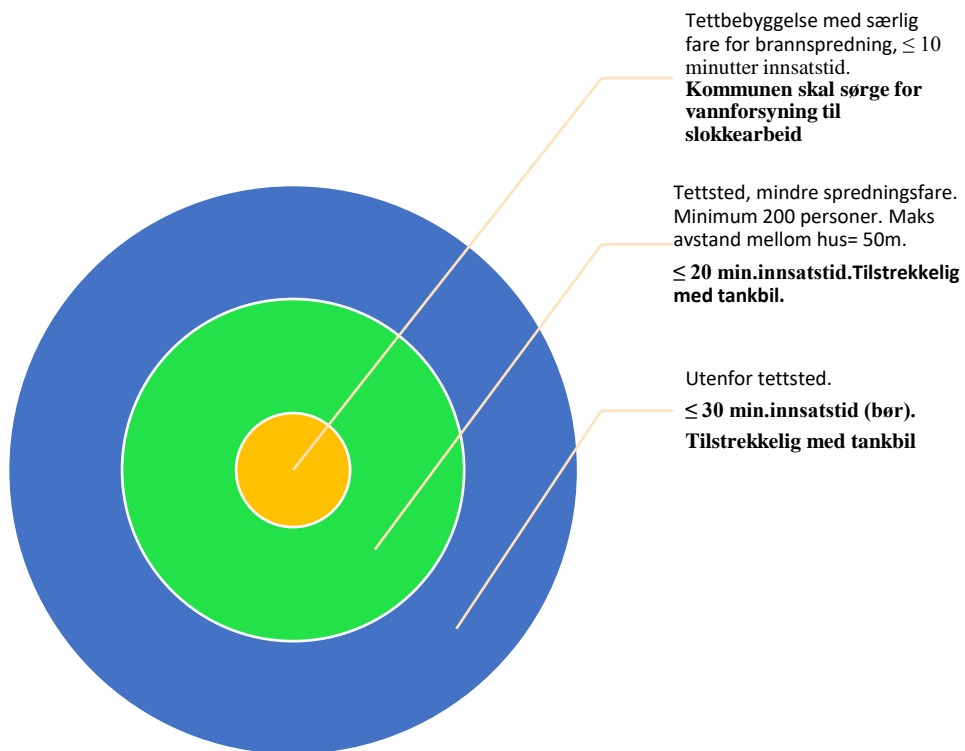 Tettbebyggelse med særlig
fare for brannspredning, ≤ 10
minutter innsatstid.
Kommunen skal sørge for
vannforsyning til
slokkearbeid
Tettsted, mindre spredningsfare.
Minimum 200 personer. Maks
avstand mellom hus= 50m.
≤ 20 min.innsatstid.Tilstrekkelig
med tankbil.
Utenfor tettsted.
≤ 30 min.innsatstid (bør).
Tilstrekkelig med tankbil